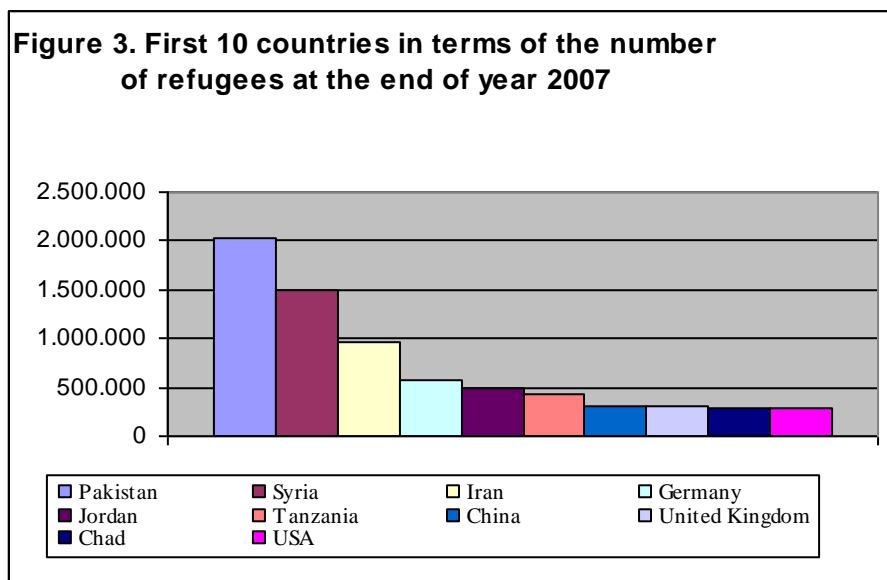 Figure 3. First 10 countries in terms of the number
of refugees at the end of year 2007
2.500.000
2.000.000
1.500.000
1.000.000
500.000
0
Pakistan Syria Iran Germany
Jordan Tanzania China United Kingdom
Chad USA